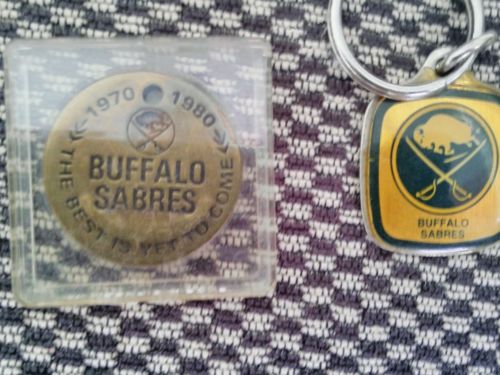 1970 1980
BUFFALO
SABRES
THE BEST IS YET TO COME
BUFFALO
SABRES